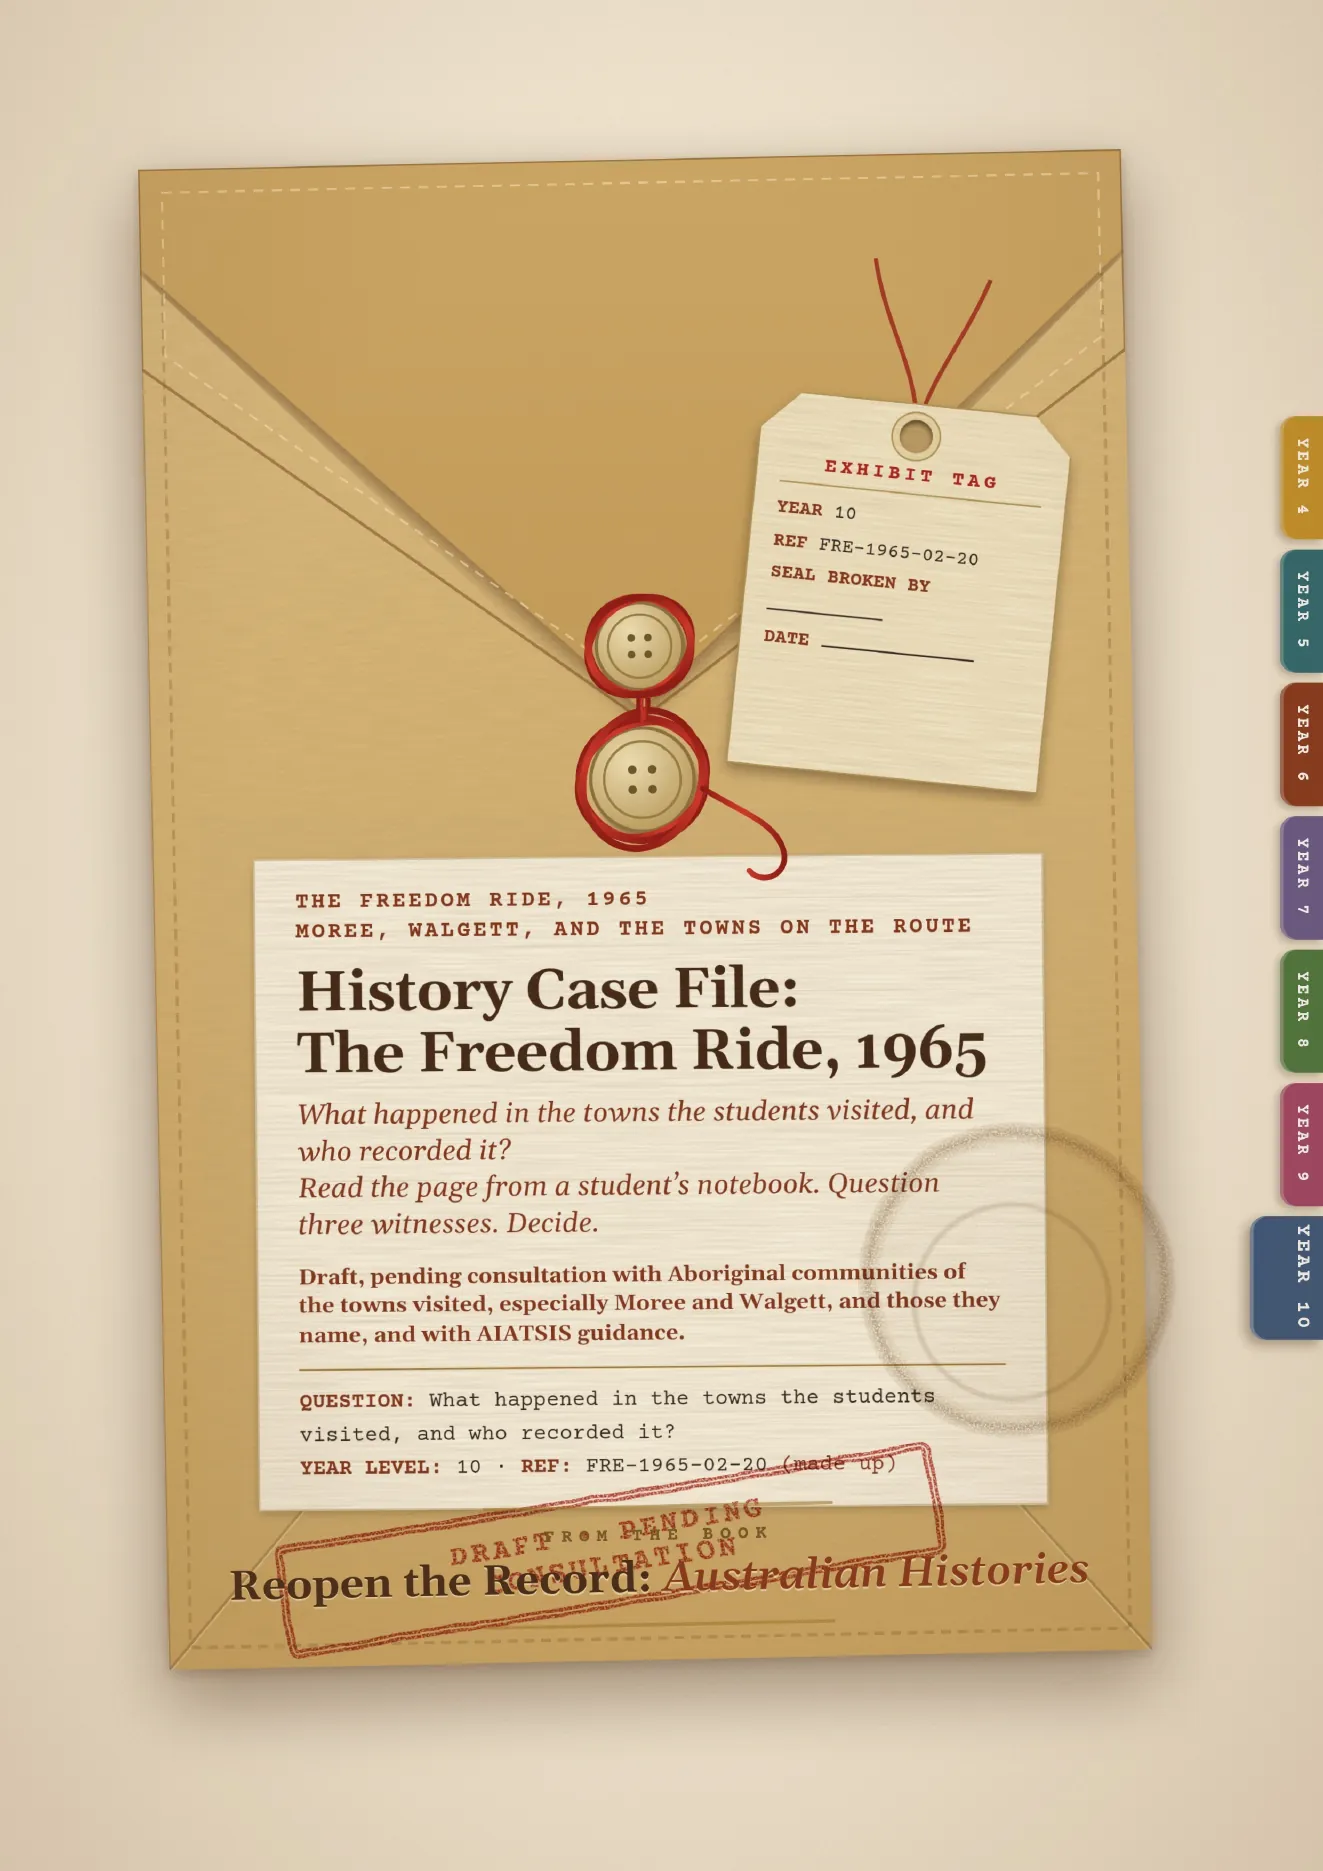 EXHIBIT TAG
YEAR 10
REF FRE-1965-02-20
SEAL BROKEN BY
DATE
THE FREEDOM RIDE, 1965
MOREE, WALGETT, AND THE TOWNS ON THE ROUTE
History Case File:
The Freedom Ride, 1965
What happened in the towns the students visited, and
who recorded it?
Read the page from a student’s notebook. Question
three witnesses. Decide.
Draft, pending consultation with Aboriginal communities of
the towns visited, especially Moree and Walgett, and those they
name, and with AIATSIS guidance.
QUESTION: What happened in the towns the students
visited, and who recorded it?
YEAR LEVEL: 10 · REF: FRE-1965-02-20 (made up)
DRAFT PENDING
CONSULTATION
FROM THE BOOK
Reopen the Record: Australian Histories
YEAR 4
YEAR 5
YEAR 6
YEAR 7
YEAR 8
YEAR 9
YEAR 10